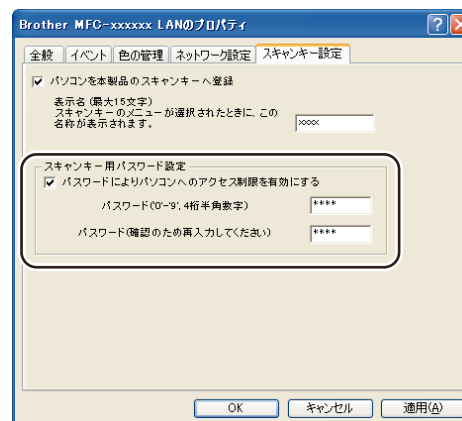 Brother MFC-xxxxxx LANのプロパティ
全般 イベント 色の管理 ネットワーク設定 スキャンキー設定
パソコンを本製品のスキャンキーへ登録
表示名 (最大15文字)
スキャンキーのメニューが選択されたときに、この
名称が表示されます。
xxxx
スキャンキー用パスワード設定
パスワードによりパソコンへのアクセス制限を有効にする
パスワード('0'-'9', 4桁半角数字)
****
パスワード(確認のため再入力してください)
****
OK キャンセル 適用(A)